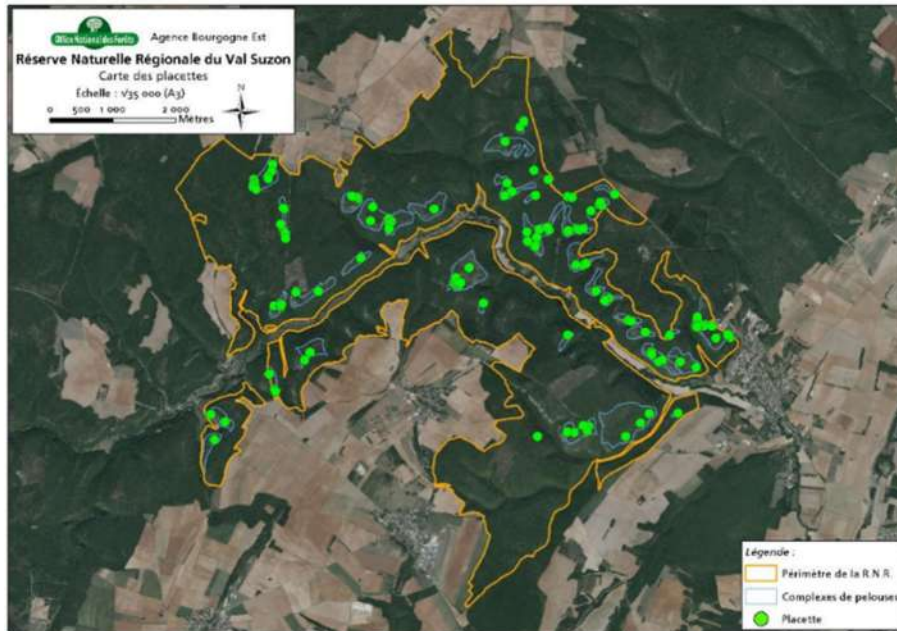 Office National des Forêts
Agence Bourgogne Est
Réserve Naturelle Régionale du Val Suzon
Carte des placettes
Échelle : 1/35 000 (A3)
N
0 500 1 000 2 000
Mètres
Légende :
Périmètre de la R.N.R.
Complexes de pelouses
Placette